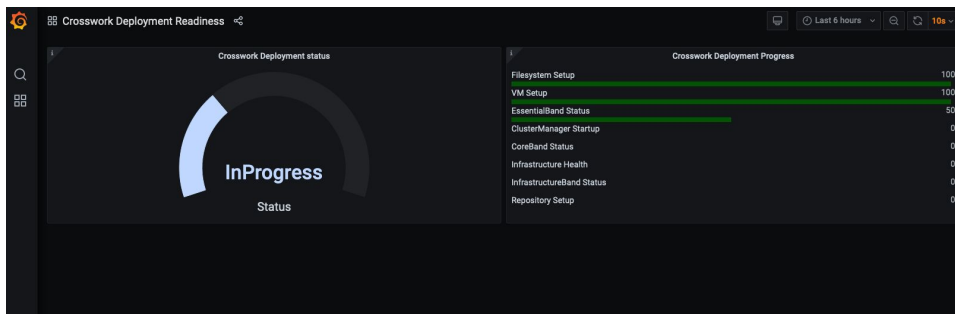 Crosswork Deployment Readiness
Last 6 hours
10s
Crosswork Deployment status
InProgress
Status
Crosswork Deployment Progress
Filesystem Setup 100
VM Setup 100
EssentialBand Status 50
ClusterManager Startup 0
CoreBand Status 0
Infrastructure Health 0
InfrastructureBand Status 0
Repository Setup 0